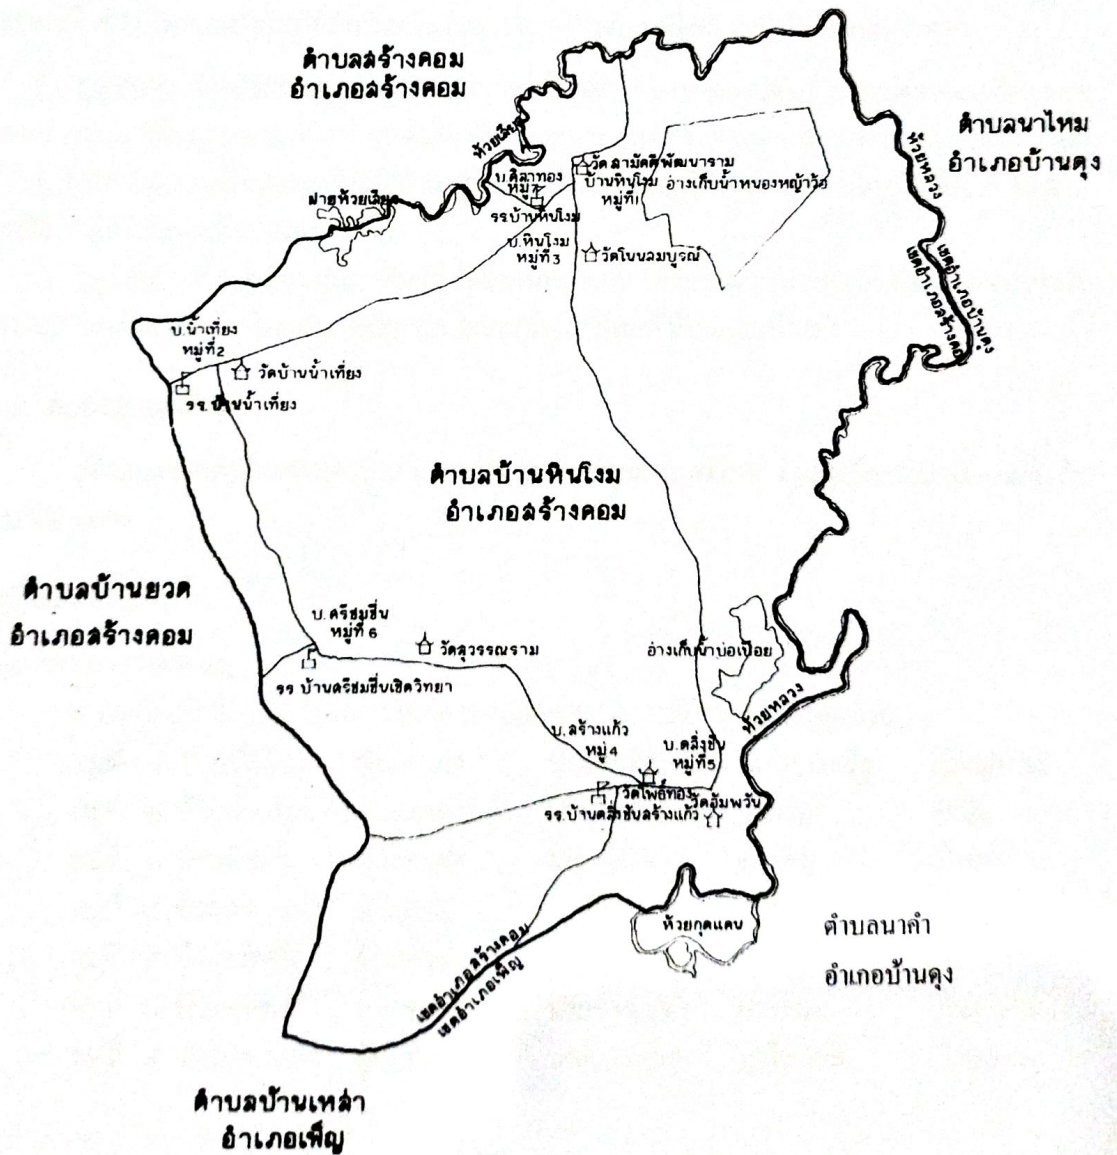 ตำบลสร้างคอม
อำเภอสร้างคอม
ตำบลนาไหม
อำเภอบ้านดุง
ห้วยหลวง
วัดสามัคคีพัฒนาราม
บ้านหินโงม
หมู่ที่1
อ่างเก็บน้ำหนองหญ้าวัว
บ.ศิลาทอง
หมู่7
รร.บ้านหินโงม
บ.หินโงม
หมู่ที่3
วัดโนนสมบูรณ์
เขตอำเภอบ้านดุง
เขตอำเภอสร้างคอม
บ.น้ำเที่ยง
หมู่ที่2
วัดบ้านน้ำเที่ยง
รร.บ้านน้ำเที่ยง
ตำบลบ้านหินโงม
อำเภอสร้างคอม
ตำบลบ้านยวด
อำเภอสร้างคอม
บ.ศรีชมชื่น
หมู่ที่6
วัดสุวรรณราม
รร บ้านศรีชมชื่นเชิดวิทยา
อ่างเก็บน้ำบ่อเปือย
ห้วยหลวง
บ.สร้างแก้ว
หมู่4
บ.ตลิ่งชัน
หมู่ที่5
วัดโพธิ์ทอง
วัดอัมพวัน
รร.บ้านตลิ่งชันสร้างแก้ว
ห้วยกุดแคน
ตำบลนาคำ
อำเภอบ้านดุง
เขตอำเภอสร้างคอม
เขตอำเภอเพ็ญ
ตำบลบ้านเหล่า
อำเภอเพ็ญ